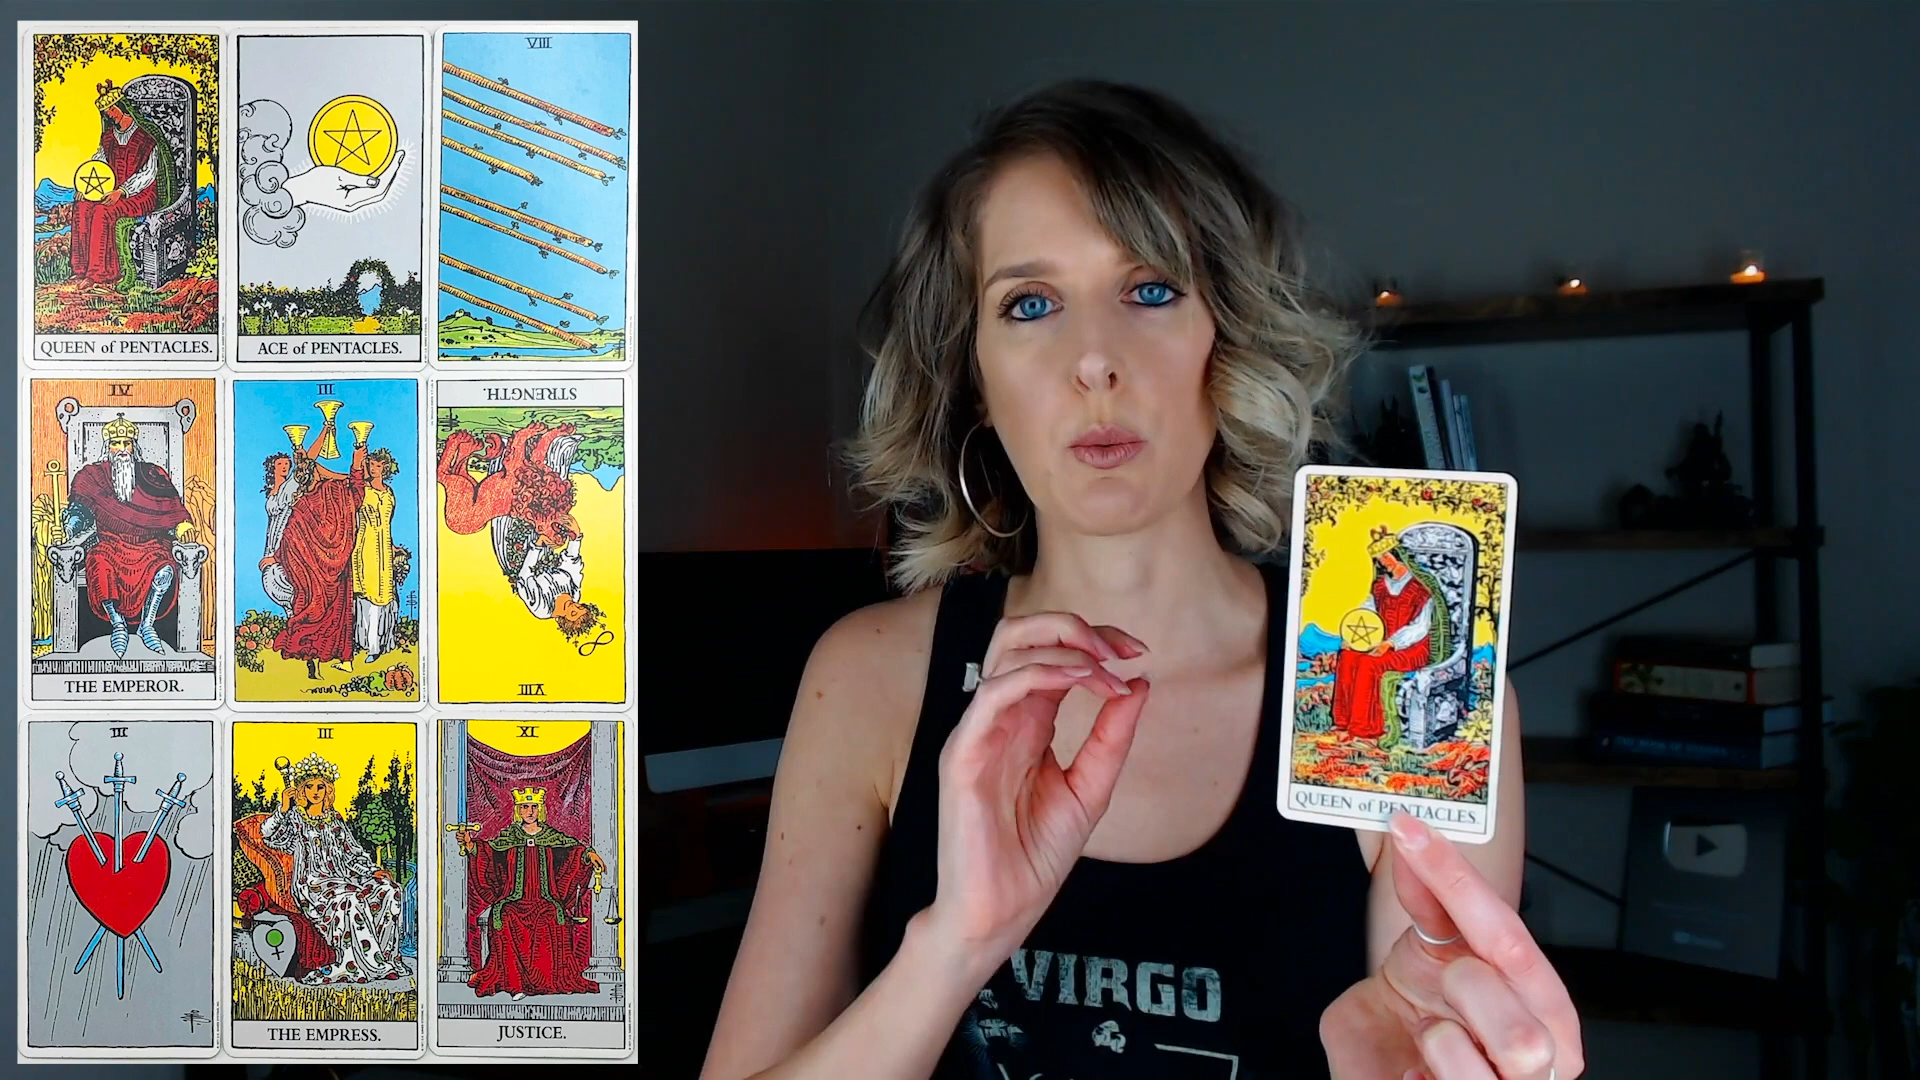 VIII
QUEEN of PENTACLES.
ACE of PENTACLES.
IV
III
STRENGTH.
THE EMPEROR.
VIII
III
III
XI
THE EMPRESS.
JUSTICE.
QUEEN of PENTACLES.
VIRGO